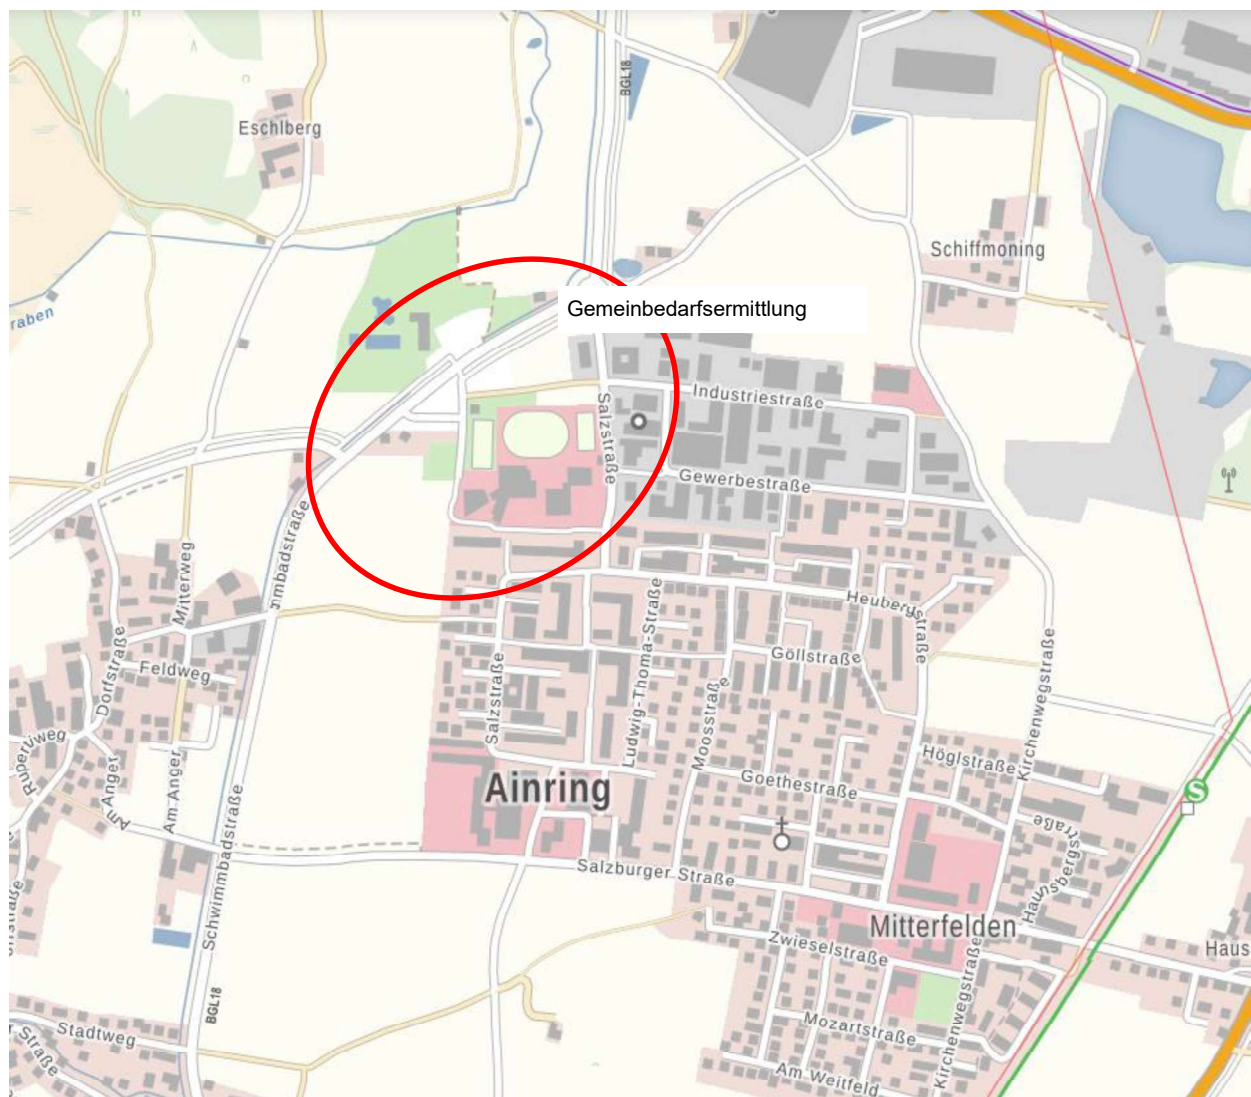 BGL18
Eschlberg
Schiffmoning
Gemeinbedarfsermittlung
raben
Industriestraße
Salzstraße
Gewerbestraße
mbadstraße
Mitterweg
Heubergstraße
Dorfstraße
Feldweg
Göllstraße
Ludwig-Thoma-Straße
Salzstraße
Moosstraße
Kirchenwegstraße
Rupertiweg
Am Anger
Am Anger
Höglstraße
Goethestraße
Ainring
S
Haunsbergstraße
Salzburger Straße
Schwimmbadstraße
Mitterfelden
Zwieselstraße
Haus
Kirchenwegstraße
BGL18
Stadtweg
Straße
Mozartstraße
Am Weitfeld